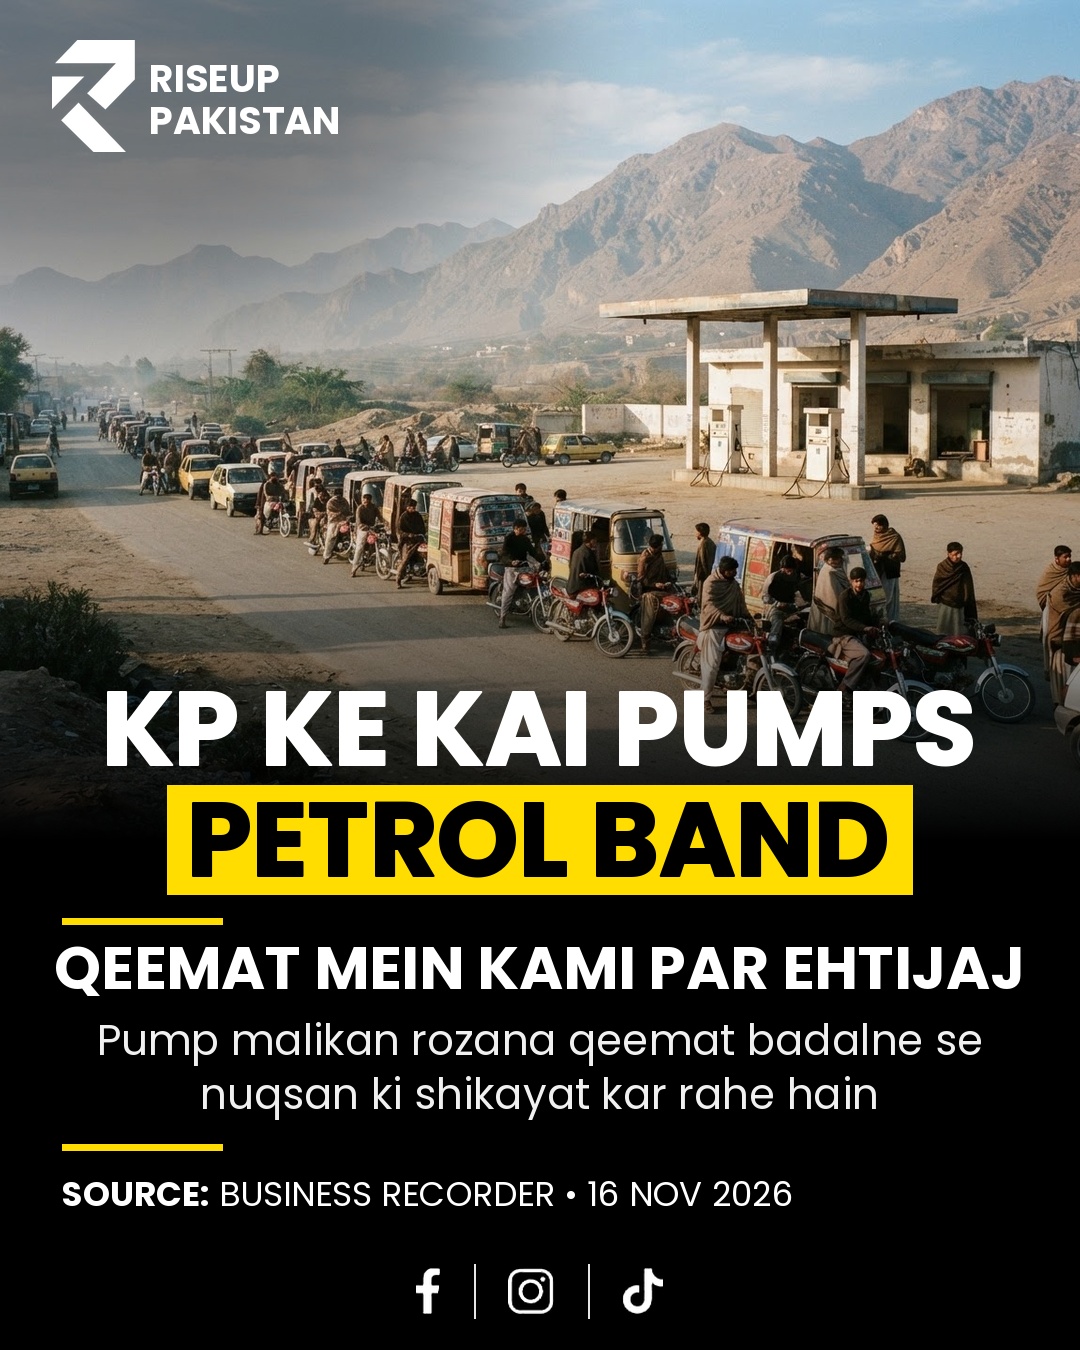 RISEUP
PAKISTAN
KP KE KAI PUMPS
PETROL BAND
QEEMAT MEIN KAMI PAR EHTIJAJ
Pump malikan rozana qeemat badalne se
nuqsan ki shikayat kar rahe hain
SOURCE: BUSINESS RECORDER • 16 NOV 2026